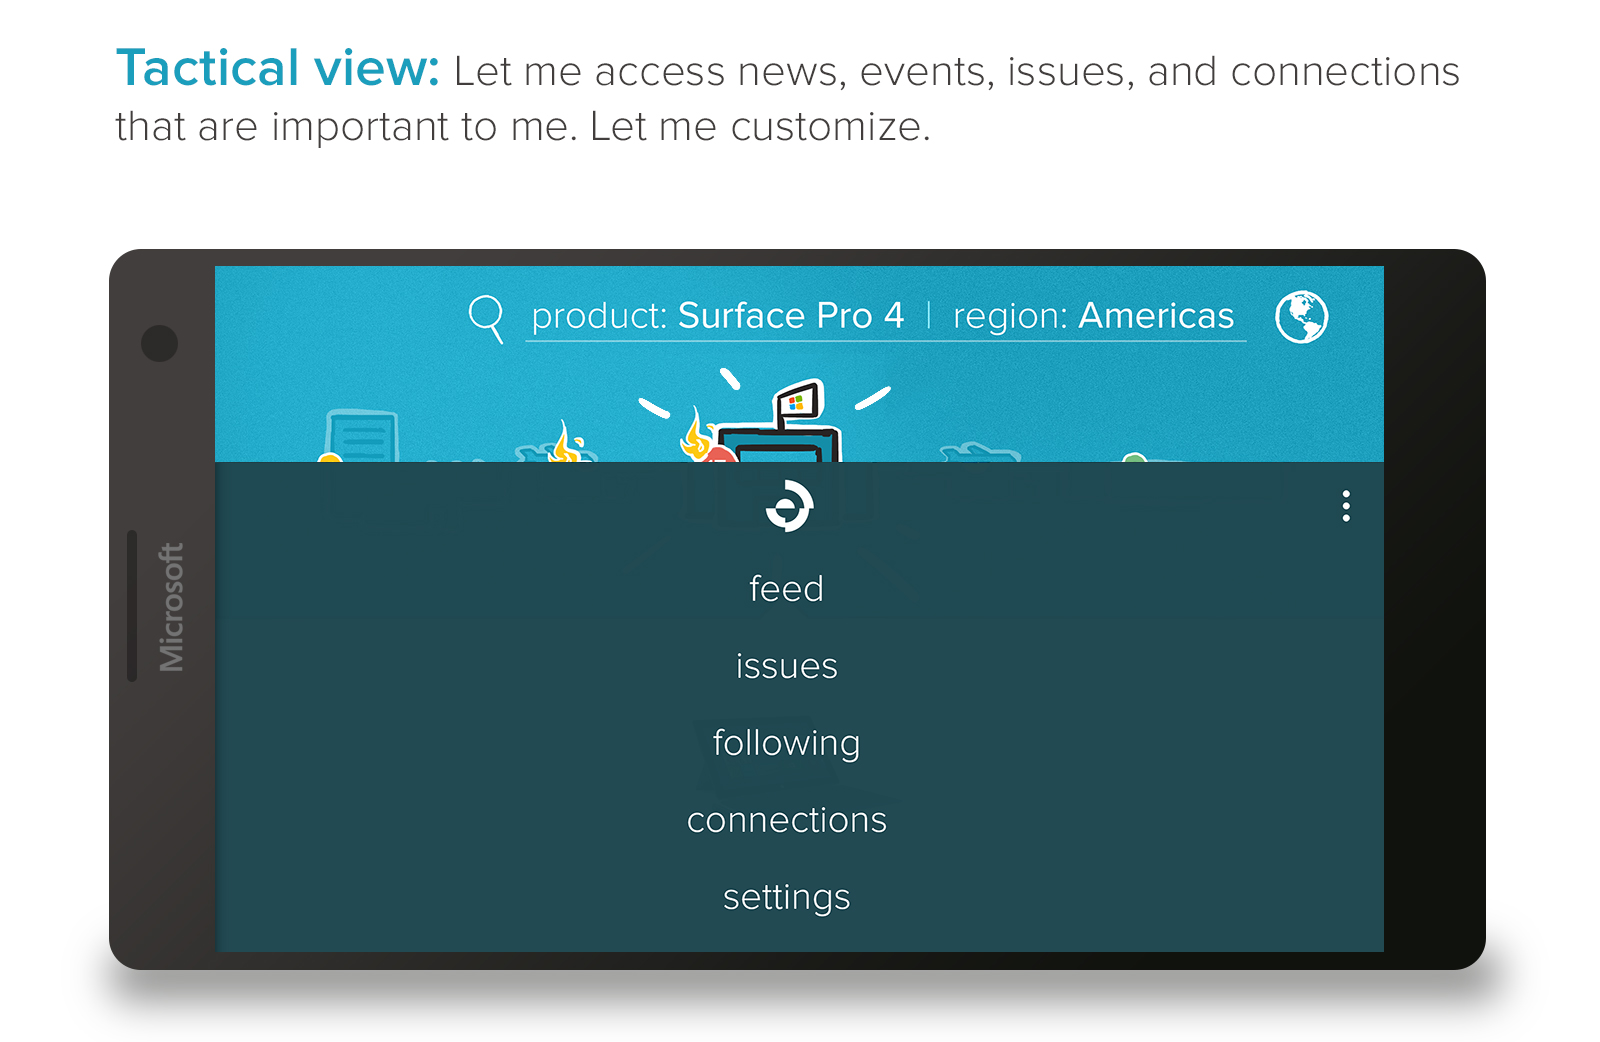 Tactical view: Let me access news, events, issues, and connections
that are important to me. Let me customize.
product: Surface Pro 4 | region: Americas
feed
issues
following
connections
settings
Microsoft